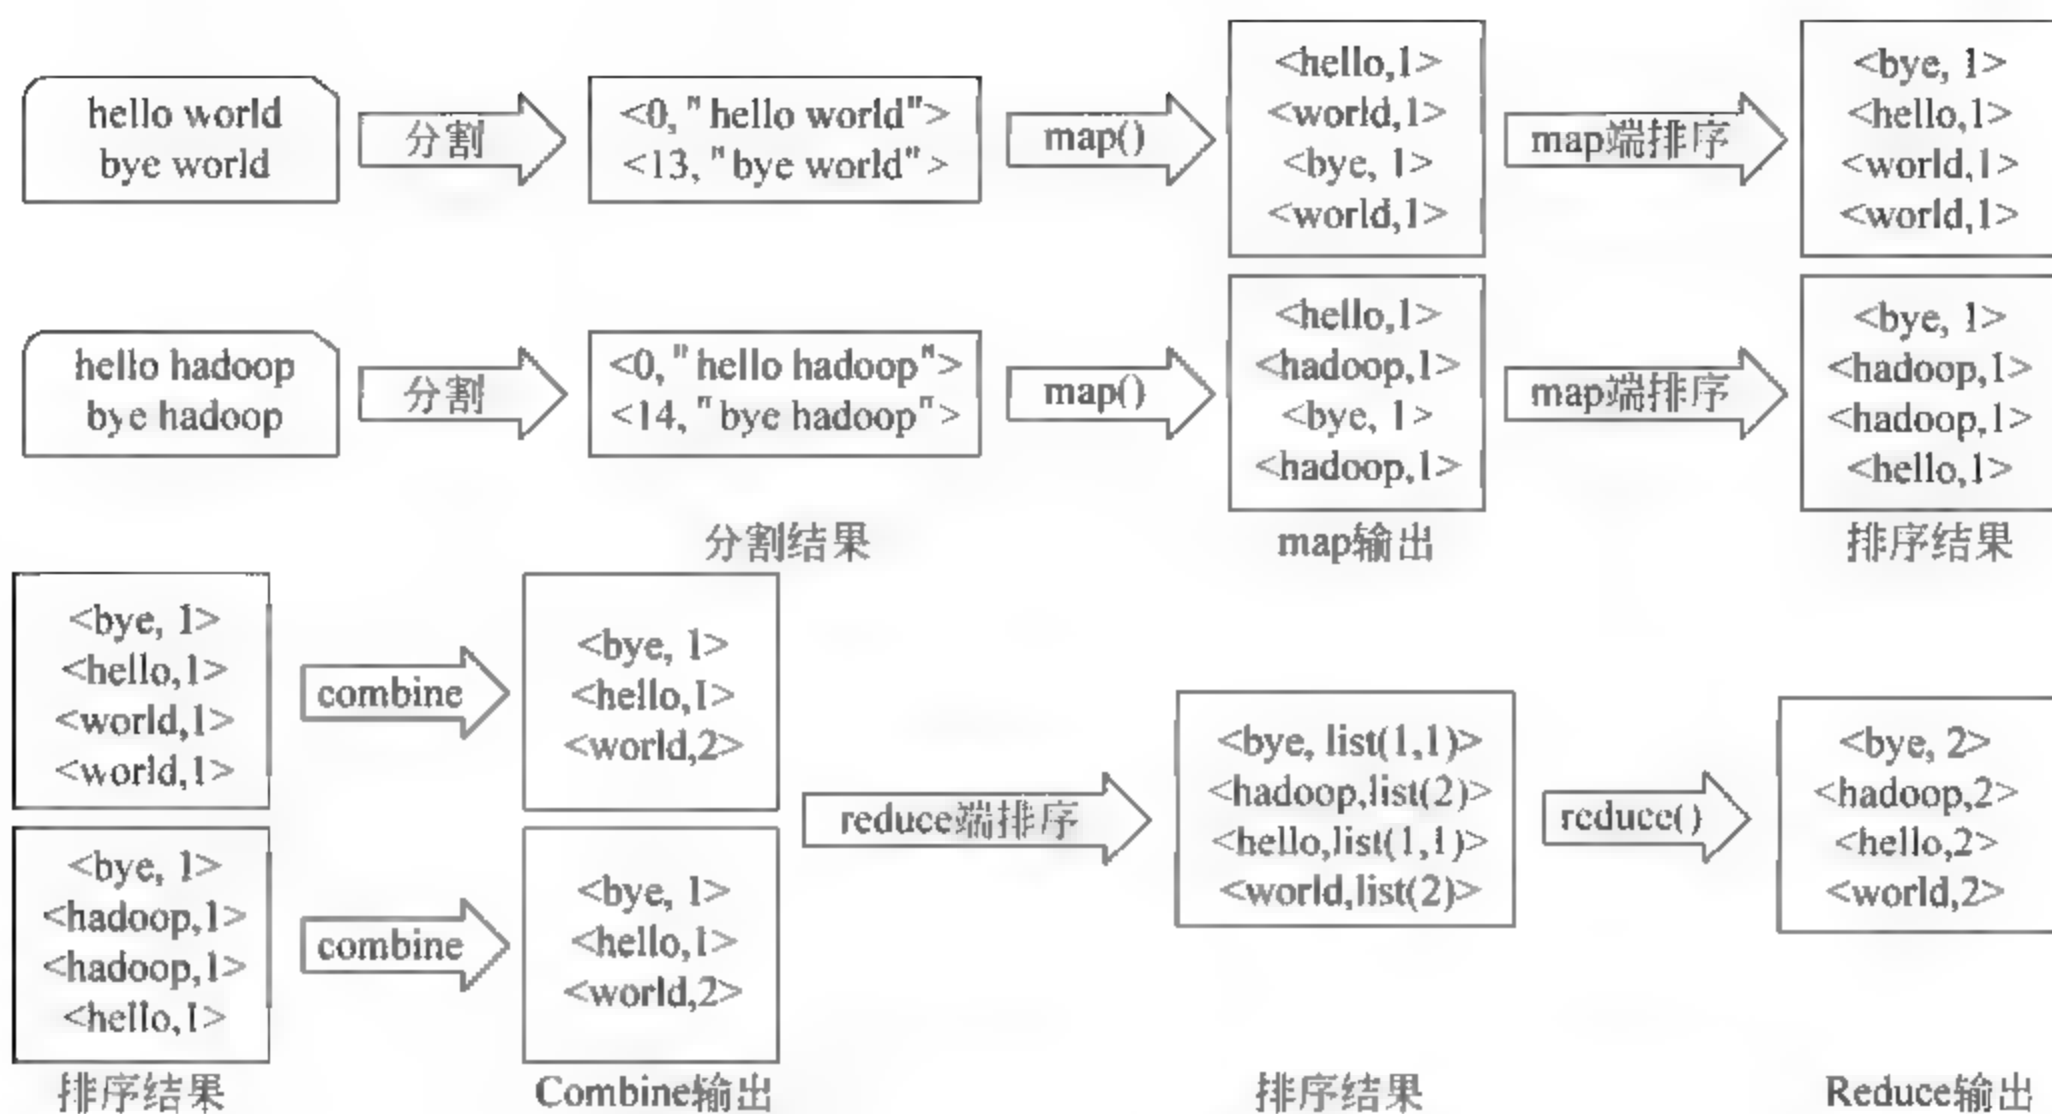 hello world
bye world
分割
<0, "hello world">
<13, "bye world">
map()
<hello,1>
<world,1>
<bye, 1>
<world,1>
map端排序
<bye, 1>
<hello,1>
<world,1>
<world,1>
hello hadoop
bye hadoop
分割
<0, "hello hadoop">
<14, "bye hadoop">
map()
<hello,1>
<hadoop,1>
<bye, 1>
<hadoop,1>
map端排序
<bye, 1>
<hadoop,1>
<hadoop,1>
<hello,1>
分割结果
map输出
排序结果
<bye, 1>
<hello,1>
<world,1>
<world,1>
combine
<bye, 1>
<hello,1>
<world,2>
<bye, 1>
<hadoop,1>
<hadoop,1>
<hello,1>
combine
<bye, 1>
<hello,1>
<world,2>
reduce端排序
<bye, list(1,1)>
<hadoop,list(2)>
<hello,list(1,1)>
<world,list(2)>
reduce()
<bye, 2>
<hadoop,2>
<hello,2>
<world,2>
排序结果
Combine输出
排序结果
Reduce输出